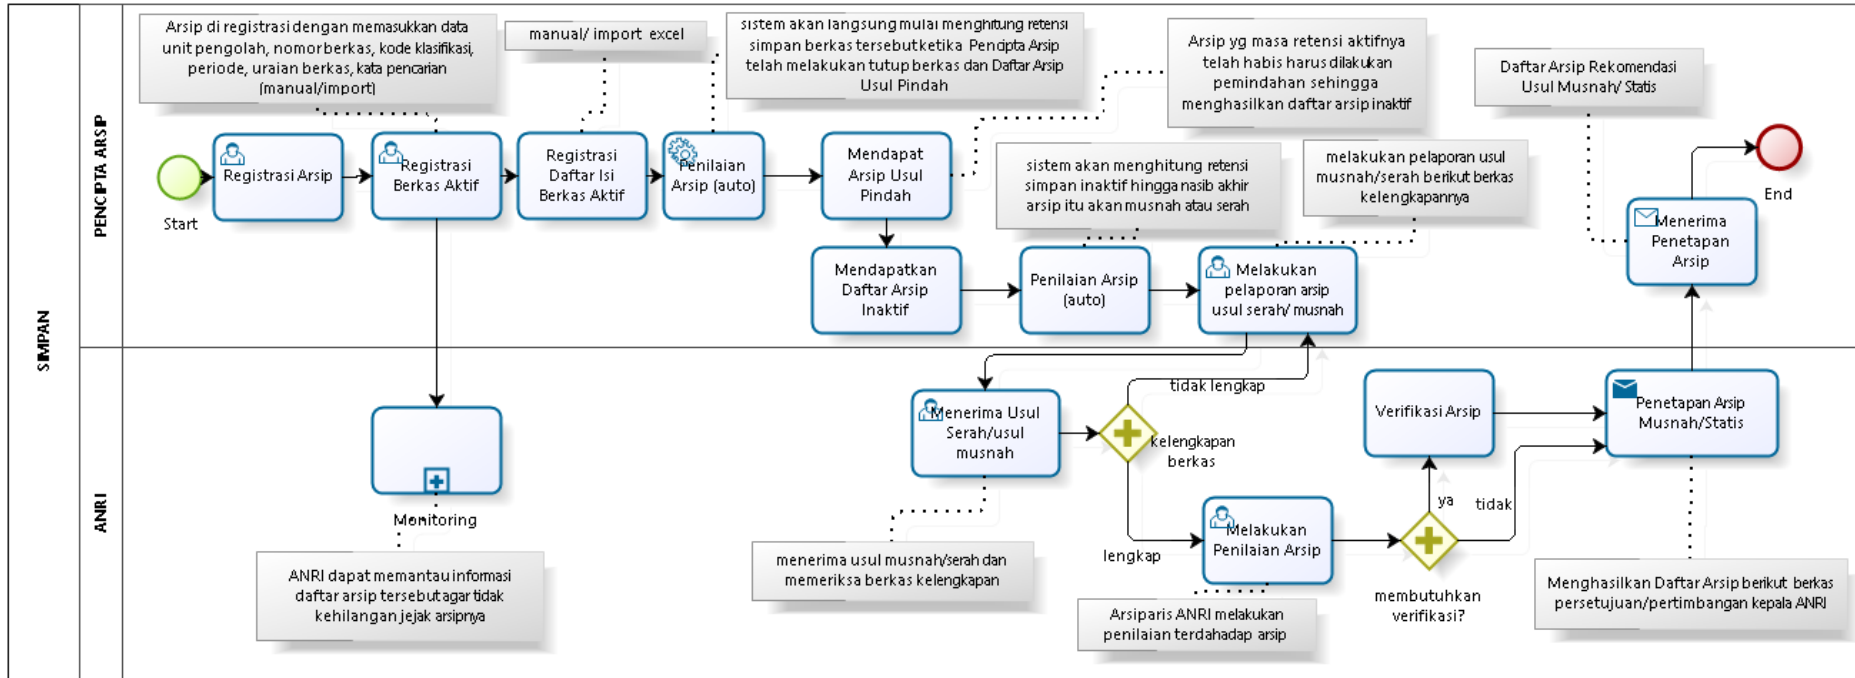 SIMPAN
PENCIPTA ARSIP
ANRI
Arsip di registrasi dengan memasukkan data
unit pengolah, nomor berkas, kode klasifikasi,
periode, uraian berkas, kata pencarian
(manual/import)
manual/ import excel
sistem akan langsung mulai menghitung retensi
simpan berkas tersebut ketika Pencipta Arsip
telah melakukan tutup berkas dan Daftar Arsip
Usul Pindah
Arsip yg masa retensi aktifnya
telah habis harus dilakukan
pemindahan sehingga
menghasilkan daftar arsip inaktif
Daftar Arsip Rekomendasi
Usul Musnah/ Statis
Start
Registrasi Arsip
Registrasi
Berkas Aktif
Registrasi
Daftar Isi
Berkas Aktif
Penilaian
Arsip (auto)
Mendapat
Arsip Usul
Pindah
sistem akan menghitung retensi
simpan inaktif hingga nasib akhir
arsip itu akan musnah atau serah
melakukan pelaporan usul
musnah/serah berikut berkas
kelengkapannya
End
Menerima
Penetapan
Arsip
Mendapatkan
Daftar Arsip
Inaktif
Penilaian Arsip
(auto)
Melakukan
pelaporan arsip
usul serah/ musnah
Monitoring
ANRI dapat memantau informasi
daftar arsip tersebut agar tidak
kehilangan jejak arsipnya
Menerima Usul
Serah/usul
musnah
tidak lengkap
kelengkapan
berkas
lengkap
menerima usul musnah/serah dan
memeriksa berkas kelengkapan
Melakukan
Penilaian Arsip
Arsiparis ANRI melakukan
penilaian terdahadap arsip
Verifikasi Arsip
ya
tidak
membutuhkan
verifikasi?
Penetapan Arsip
Musnah/Statis
Menghasilkan Daftar Arsip berikut berkas
persetujuan/pertimbangan kepala ANRI